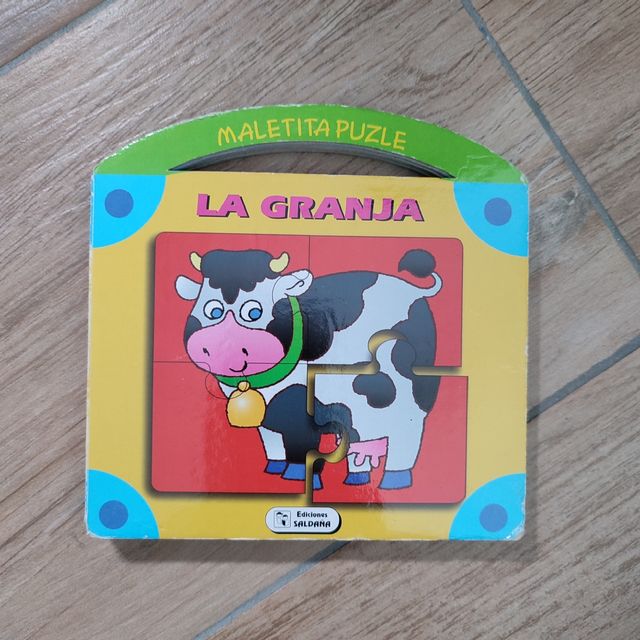 MALETITA PUZLE
LA GRANJA
Ediciones
SALDAÑA